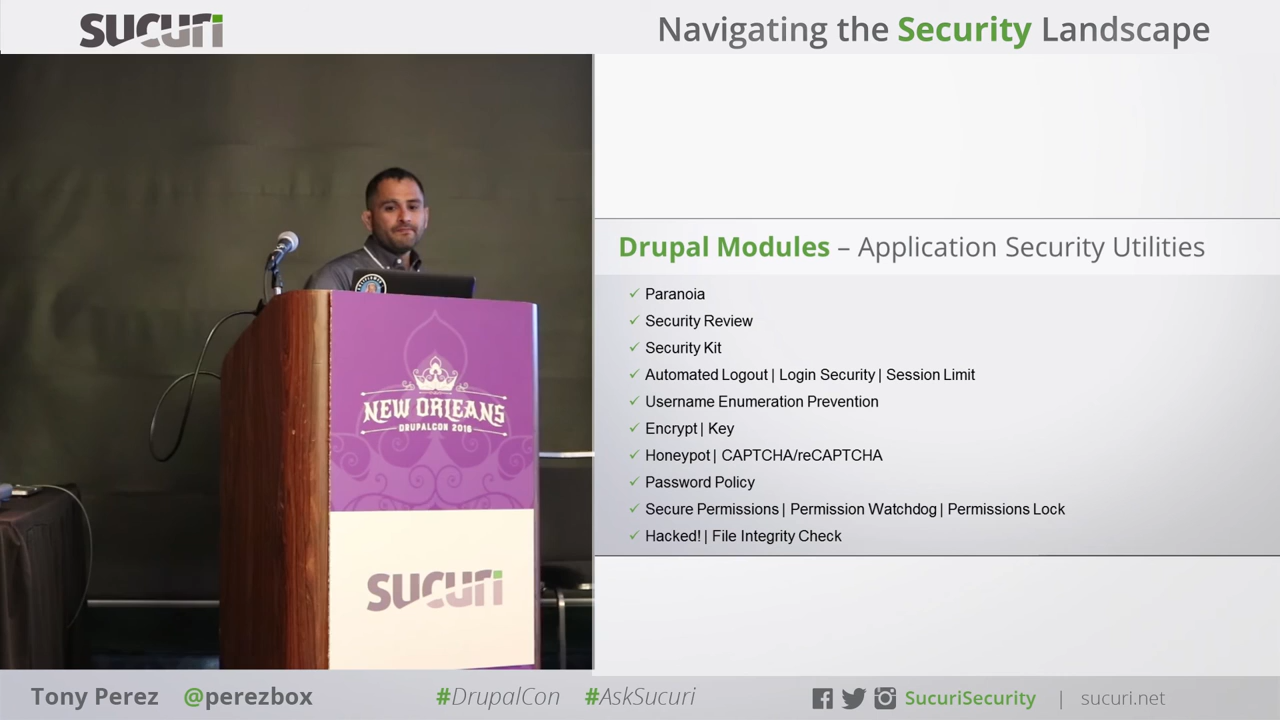 sucuri
Navigating the Security Landscape
Drupal Modules – Application Security Utilities
✓ Paranoia
✓ Security Review
✓ Security Kit
✓ Automated Logout | Login Security | Session Limit
✓ Username Enumeration Prevention
✓ Encrypt | Key
✓ Honeypot | CAPTCHA/reCAPTCHA
✓ Password Policy
✓ Secure Permissions | Permission Watchdog | Permissions Lock
✓ Hacked! | File Integrity Check
NEW ORLEANS
DRUPALCON 2016
sucuri
Tony Perez @perezbox #DrupalCon #AskSucuri SucuriSecurity | sucuri.net